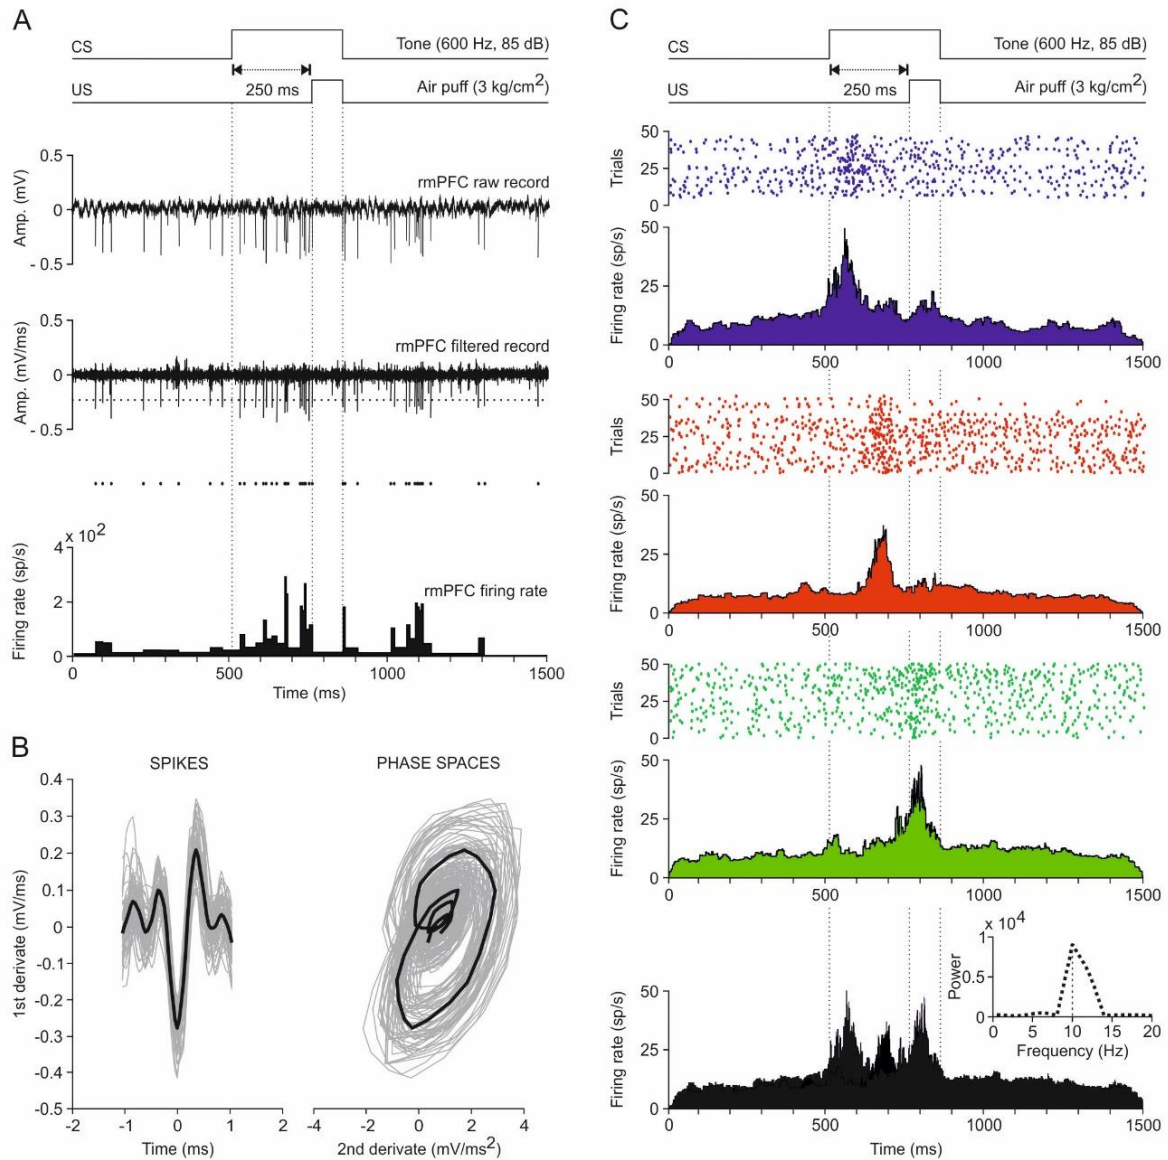 A
CS
Tone (600 Hz, 85 dB)
US
250 ms
Air puff (3 kg/cm2)
0.5
0
- 0.5
Amp. (mV)
rmPFC raw record
0.5
0
- 0.5
Amp. (mV/ms)
rmPFC filtered record
x 102
4
2
0
Firing rate (sp/s)
rmPFC firing rate
0 500 1000 1500
Time (ms)
B
SPIKES
0.4
0.3
0.2
0.1
0
-0.1
-0.2
-0.3
-0.4
-0.5
1st derivate (mV/ms)
-2 -1 0 1 2
Time (ms)
PHASE SPACES
-4 -2 0 2 4
2nd derivate (mV/ms2)
C
CS
Tone (600 Hz, 85 dB)
US
250 ms
Air puff (3 kg/cm2)
50
25
0
Trials
50
25
0
Firing rate (sp/s)
0 500 1000 1500
50
25
0
Trials
50
25
0
Firing rate (sp/s)
0 500 1000 1500
50
25
0
Trials
50
25
0
Firing rate (sp/s)
0 500 1000 1500
x 104
1
0.5
0
Power
0 5 10 15 20
Frequency (Hz)
50
25
0
Firing rate (sp/s)
0 500 1000 1500
Time (ms)